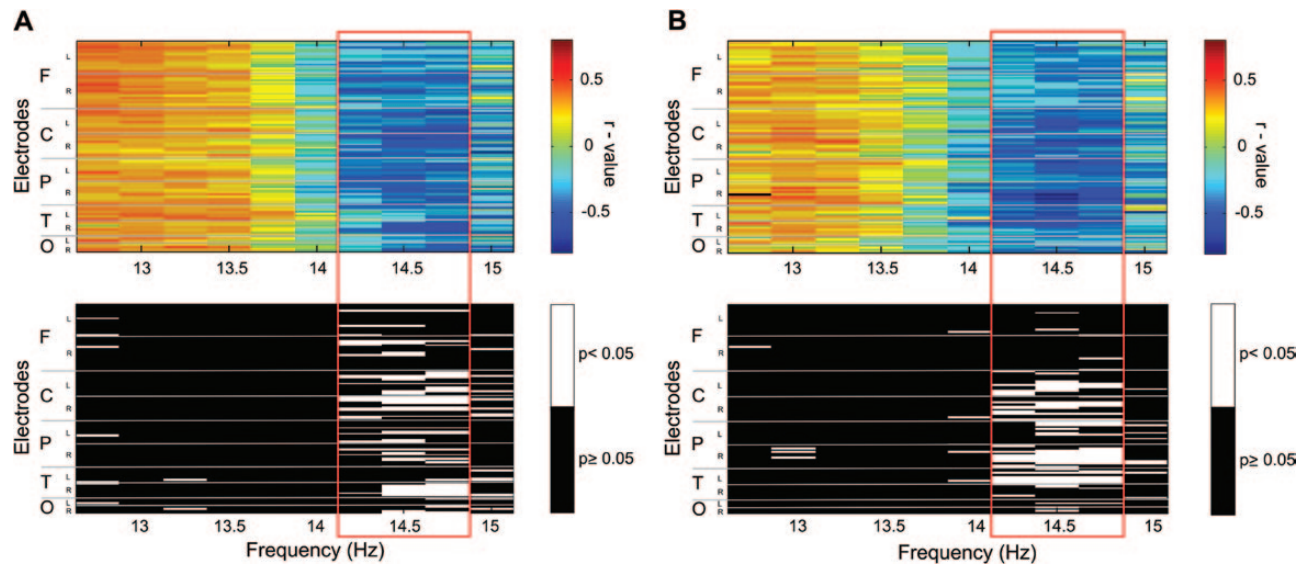 A
Electrodes
F
L
R
C
L
R
P
L
R
T
L
R
O
L
R
13
13.5
14
14.5
15
0.5
0
-0.5
r - value
Electrodes
F
L
R
C
L
R
P
L
R
T
L
R
O
L
R
13
13.5
14
14.5
15
Frequency (Hz)
p< 0.05
p≥ 0.05
B
Electrodes
F
L
R
C
L
R
P
L
R
T
L
R
O
L
R
13
13.5
14
14.5
15
0.5
0
-0.5
r - value
Electrodes
F
L
R
C
L
R
P
L
R
T
L
R
O
L
R
13
13.5
14
14.5
15
Frequency (Hz)
p< 0.05
p≥ 0.05